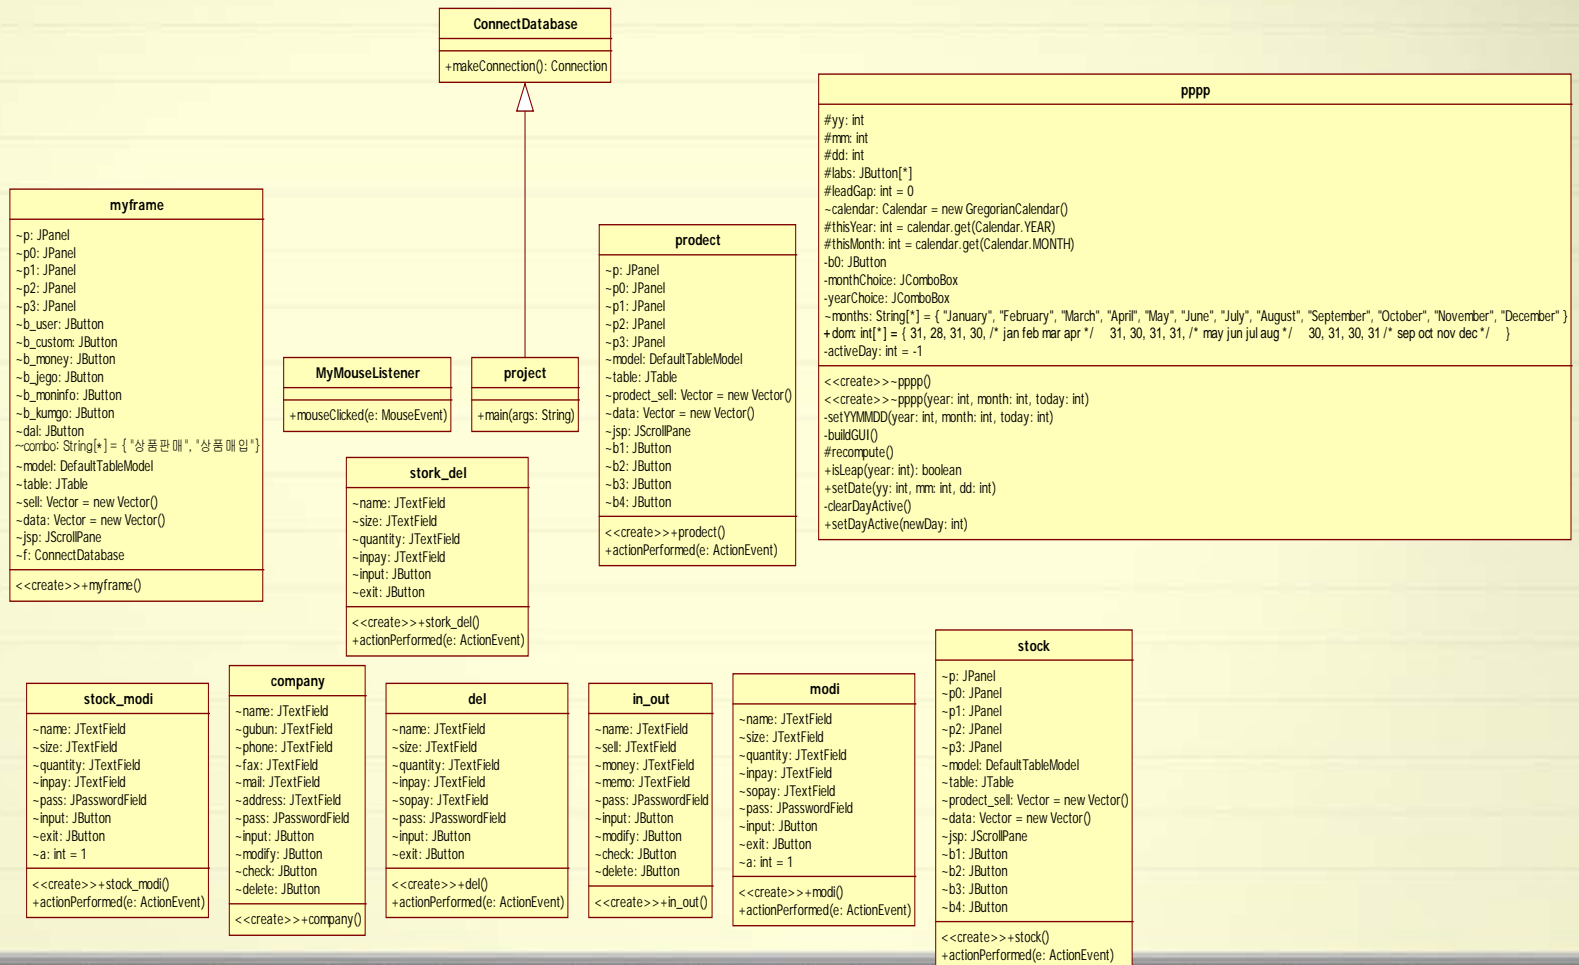 ConnectDatabase
+makeConnection(): Connection
pppp
#yy: int
#mm: int
#dd: int
#labs: JButton[*]
#leadGap: int = 0
~calendar: Calendar = new GregorianCalendar()
#thisYear: int = calendar.get(Calendar.YEAR)
#thisMonth: int = calendar.get(Calendar.MONTH)
-b0: JButton
-monthChoice: JComboBox
-yearChoice: JComboBox
~months: String[*] = { "January", "February", "March", "April", "May", "June", "July", "August", "September", "October", "November", "December" }
+dom: int[*] = { 31, 28, 31, 30, /* jan feb mar apr */ 31, 30, 31, 31, /* may jun jul aug */ 30, 31, 30, 31 /* sep oct nov dec */ }
-activeDay: int = -1
<<create>>~pppp()
<<create>>~pppp(year: int, month: int, today: int)
-setYYMMDD(year: int, month: int, today: int)
-buildGUI()
#recompute()
+isLeap(year: int): boolean
+setDate(yy: int, mm: int, dd: int)
-clearDayActive()
+setDayActive(newDay: int)
myframe
~p: JPanel
~p0: JPanel
~p1: JPanel
~p2: JPanel
~p3: JPanel
~b_user: JButton
~b_custom: JButton
~b_money: JButton
~b_jego: JButton
~b_moninfo: JButton
~b_kumgo: JButton
~dal: JButton
~combo: String[*] = { "상품판매", "상품매입"}
~model: DefaultTableModel
~table: JTable
~sell: Vector = new Vector()
~data: Vector = new Vector()
~jsp: JScrollPane
~f: ConnectDatabase
<<create>>+myframe()
MyMouseListener
+mouseClicked(e: MouseEvent)
project
+main(args: String)
prodect
~p: JPanel
~p0: JPanel
~p1: JPanel
~p2: JPanel
~p3: JPanel
~model: DefaultTableModel
~table: JTable
~prodect_sell: Vector = new Vector()
~data: Vector = new Vector()
~jsp: JScrollPane
~b1: JButton
~b2: JButton
~b3: JButton
~b4: JButton
<<create>>+prodect()
+actionPerformed(e: ActionEvent)
stork_del
~name: JTextField
~size: JTextField
~quantity: JTextField
~inpay: JTextField
~input: JButton
~exit: JButton
<<create>>+stork_del()
+actionPerformed(e: ActionEvent)
stock_modi
~name: JTextField
~size: JTextField
~quantity: JTextField
~inpay: JTextField
~pass: JPasswordField
~input: JButton
~exit: JButton
~a: int = 1
<<create>>+stock_modi()
+actionPerformed(e: ActionEvent)
company
~name: JTextField
~gubun: JTextField
~phone: JTextField
~fax: JTextField
~mail: JTextField
~address: JTextField
~pass: JPasswordField
~input: JButton
~modify: JButton
~check: JButton
~delete: JButton
<<create>>+company()
del
~name: JTextField
~size: JTextField
~quantity: JTextField
~inpay: JTextField
~sopay: JTextField
~pass: JPasswordField
~input: JButton
~exit: JButton
<<create>>+del()
+actionPerformed(e: ActionEvent)
in_out
~name: JTextField
~sell: JTextField
~money: JTextField
~memo: JTextField
~pass: JPasswordField
~input: JButton
~modify: JButton
~check: JButton
~delete: JButton
<<create>>+in_out()
modi
~name: JTextField
~size: JTextField
~quantity: JTextField
~inpay: JTextField
~sopay: JTextField
~pass: JPasswordField
~input: JButton
~exit: JButton
~a: int = 1
<<create>>+modi()
+actionPerformed(e: ActionEvent)
stock
~p: JPanel
~p0: JPanel
~p1: JPanel
~p2: JPanel
~p3: JPanel
~model: DefaultTableModel
~table: JTable
~prodect_sell: Vector = new Vector()
~data: Vector = new Vector()
~jsp: JScrollPane
~b1: JButton
~b2: JButton
~b3: JButton
~b4: JButton
<<create>>+stock()
+actionPerformed(e: ActionEvent)